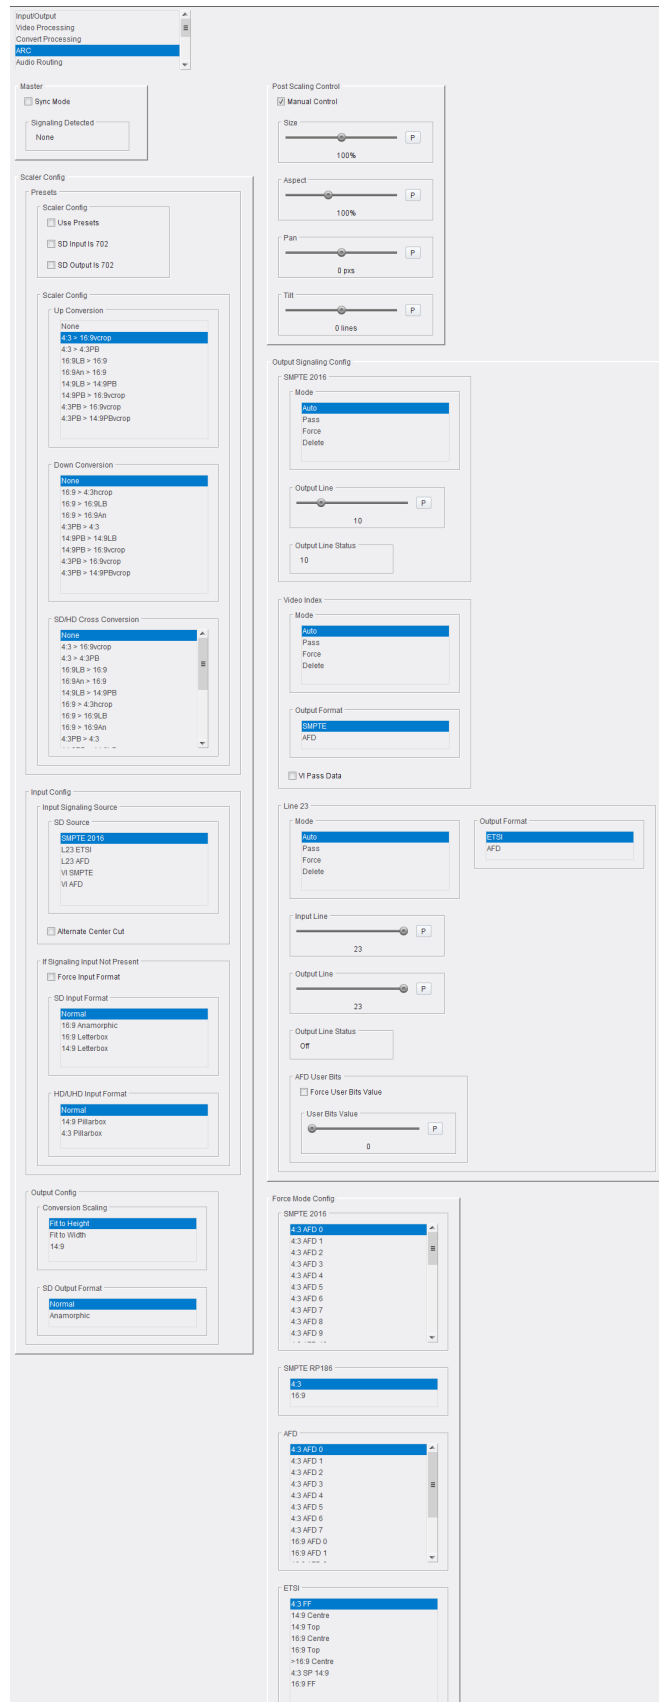 Input/Output
Video Processing
Convert Processing
ARC
Audio Routing
Master
Sync Mode
Signaling Detected
None
Scaler Config
Presets
Scaler Config
Use Presets
SD Input Is 702
SD Output Is 702
Scaler Config
Up Conversion
None
4:3 > 16:9vcrop
4:3 > 4:3PB
16:9LB > 16:9
16:9An > 16:9
14:9LB > 14:9PB
14:9PB > 16:9vcrop
4:3PB > 16:9vcrop
4:3PB > 14:9PBvcrop
Down Conversion
None
16:9 > 4:3hcrop
16:9 > 16:9LB
16:9 > 16:9An
4:3PB > 4:3
14:9PB > 14:9LB
14:9PB > 16:9vcrop
4:3PB > 16:9vcrop
4:3PB > 14:9PBvcrop
SD/HD Cross Conversion
None
4:3 > 16:9vcrop
4:3 > 4:3PB
16:9LB > 16:9
16:9An > 16:9
14:9LB > 14:9PB
16:9 > 4:3hcrop
16:9 > 16:9LB
16:9 > 16:9An
4:3PB > 4:3
Input Config
Input Signaling Source
SD Source
SMPTE 2016
L23 ETSI
L23 AFD
VI SMPTE
VI AFD
Alternate Center Cut
If Signaling Input Not Present
Force Input Format
SD Input Format
Normal
16:9 Anamorphic
16:9 Letterbox
14:9 Letterbox
HD/UHD Input Format
Normal
14:9 Pillarbox
4:3 Pillarbox
Output Config
Conversion Scaling
Fit to Height
Fit to Width
14:9
SD Output Format
Normal
Anamorphic
Post Scaling Control
Manual Control
Size
P
100%
Aspect
P
100%
Pan
P
0 pxs
Tilt
P
0 lines
Output Signaling Config
SMPTE 2016
Mode
Auto
Pass
Force
Delete
Output Line
P
10
Output Line Status
10
Video Index
Mode
Auto
Pass
Force
Delete
Output Format
SMPTE
AFD
VI Pass Data
Line 23
Mode
Auto
Pass
Force
Delete
Output Format
ETSI
AFD
Input Line
P
23
Output Line
P
23
Output Line Status
Off
AFD User Bits
Force User Bits Value
User Bits Value
P
0
Force Mode Config
SMPTE 2016
4:3 AFD 0
4:3 AFD 1
4:3 AFD 2
4:3 AFD 3
4:3 AFD 4
4:3 AFD 5
4:3 AFD 6
4:3 AFD 7
4:3 AFD 8
4:3 AFD 9
SMPTE RP186
4:3
16:9
AFD
4:3 AFD 0
4:3 AFD 1
4:3 AFD 2
4:3 AFD 3
4:3 AFD 4
4:3 AFD 5
4:3 AFD 6
4:3 AFD 7
16:9 AFD 0
16:9 AFD 1
ETSI
4:3 FF
14:9 Centre
14:9 Top
16:9 Centre
16:9 Top
>16:9 Centre
4:3 SP 14:9
16:9 FF